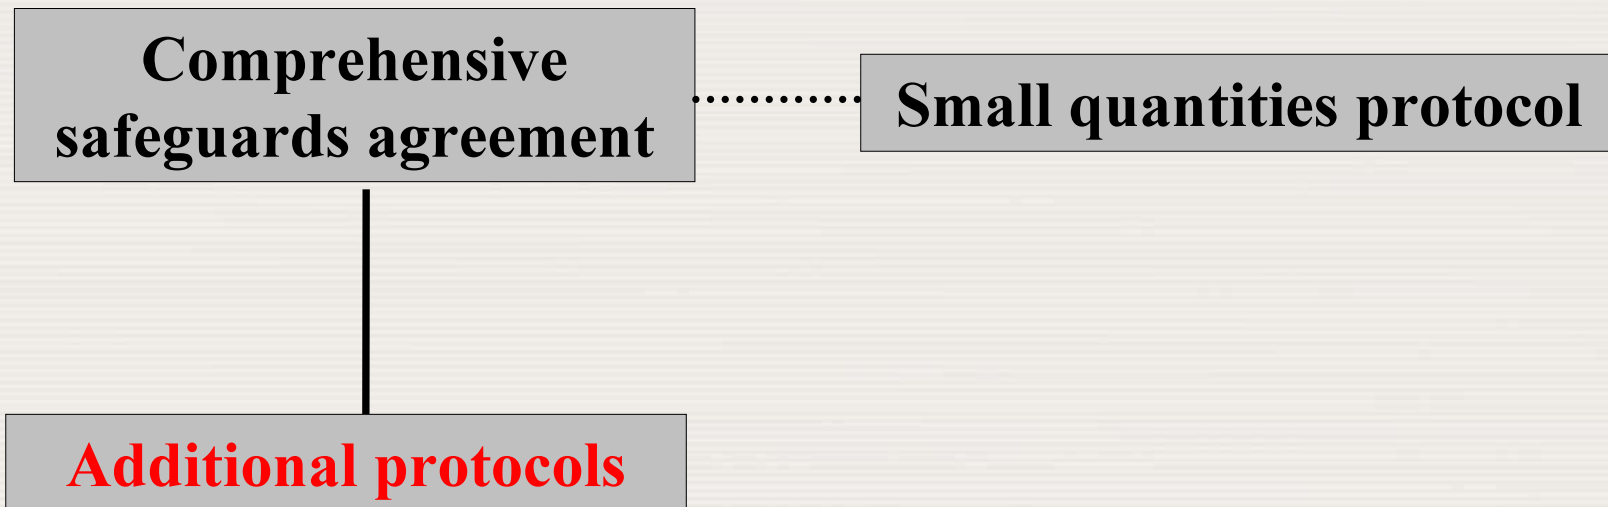 Comprehensive
safeguards agreement
Small quantities protocol
Additional protocols